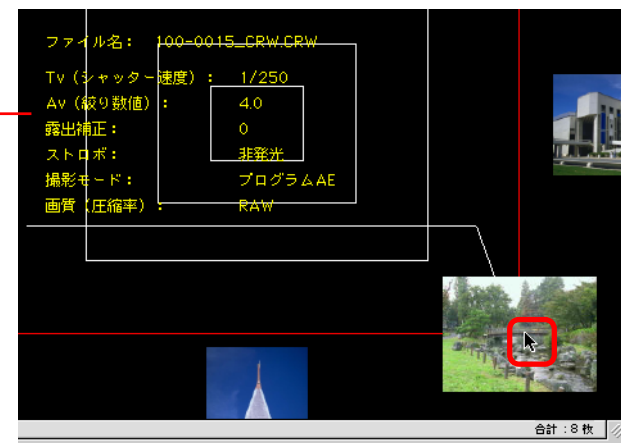 ファイル名： 100-0015_CRW.CRW
Tv（シャッター速度）： 1/250
Av（絞り数値）： 4.0
露出補正： 0
ストロボ： 非発光
撮影モード： プログラムAE
画質（圧縮率）： RAW
合計：8枚